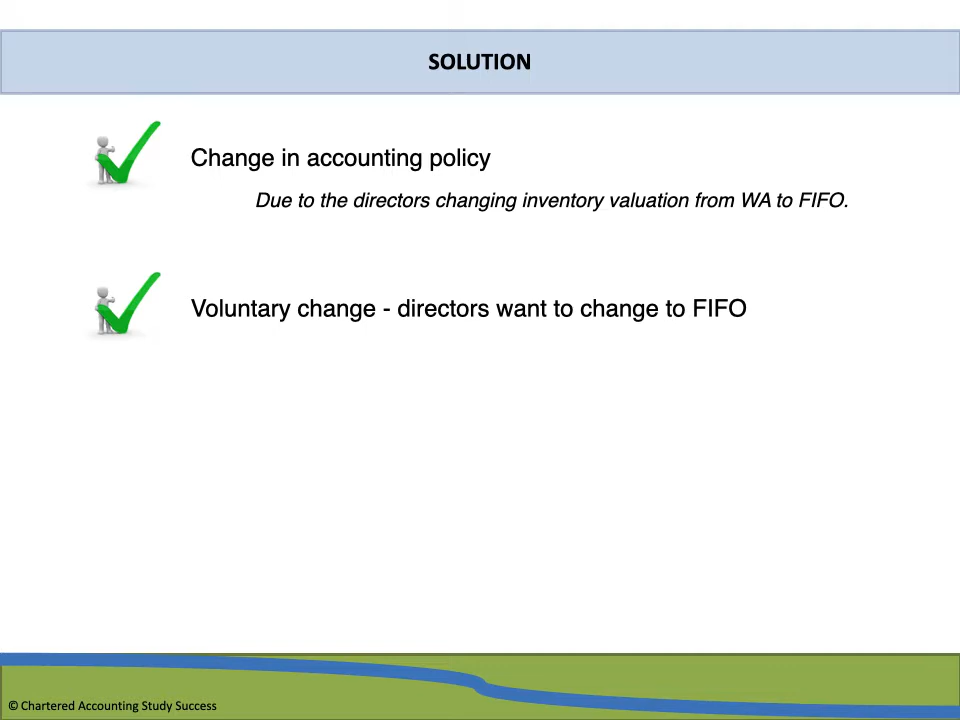 SOLUTION
Change in accounting policy
Due to the directors changing inventory valuation from WA to FIFO.
Voluntary change - directors want to change to FIFO
© Chartered Accounting Study Success